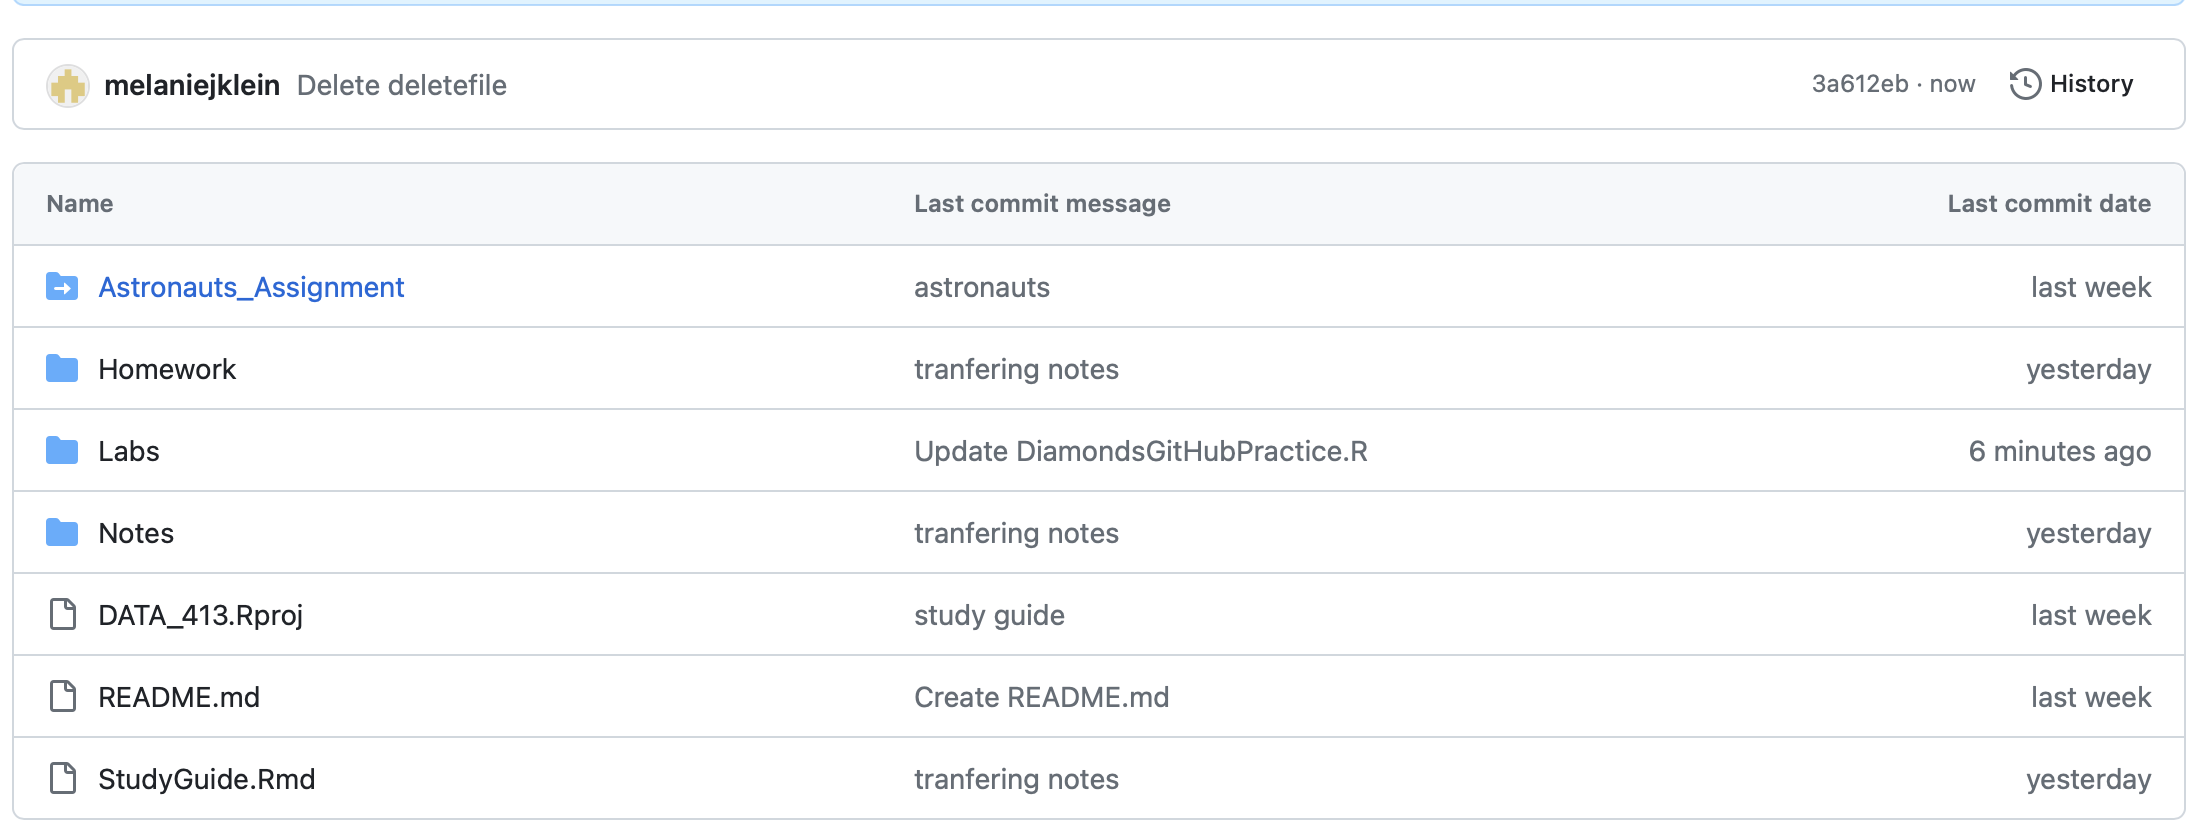 melaniejklein Delete deletefile 3a612eb · now History
Name Last commit message Last commit date
Astronauts_Assignment astronauts last week
Homework tranfering notes yesterday
Labs Update DiamondsGitHubPractice.R 6 minutes ago
Notes tranfering notes yesterday
DATA_413.Rproj study guide last week
README.md Create README.md last week
StudyGuide.Rmd tranfering notes yesterday